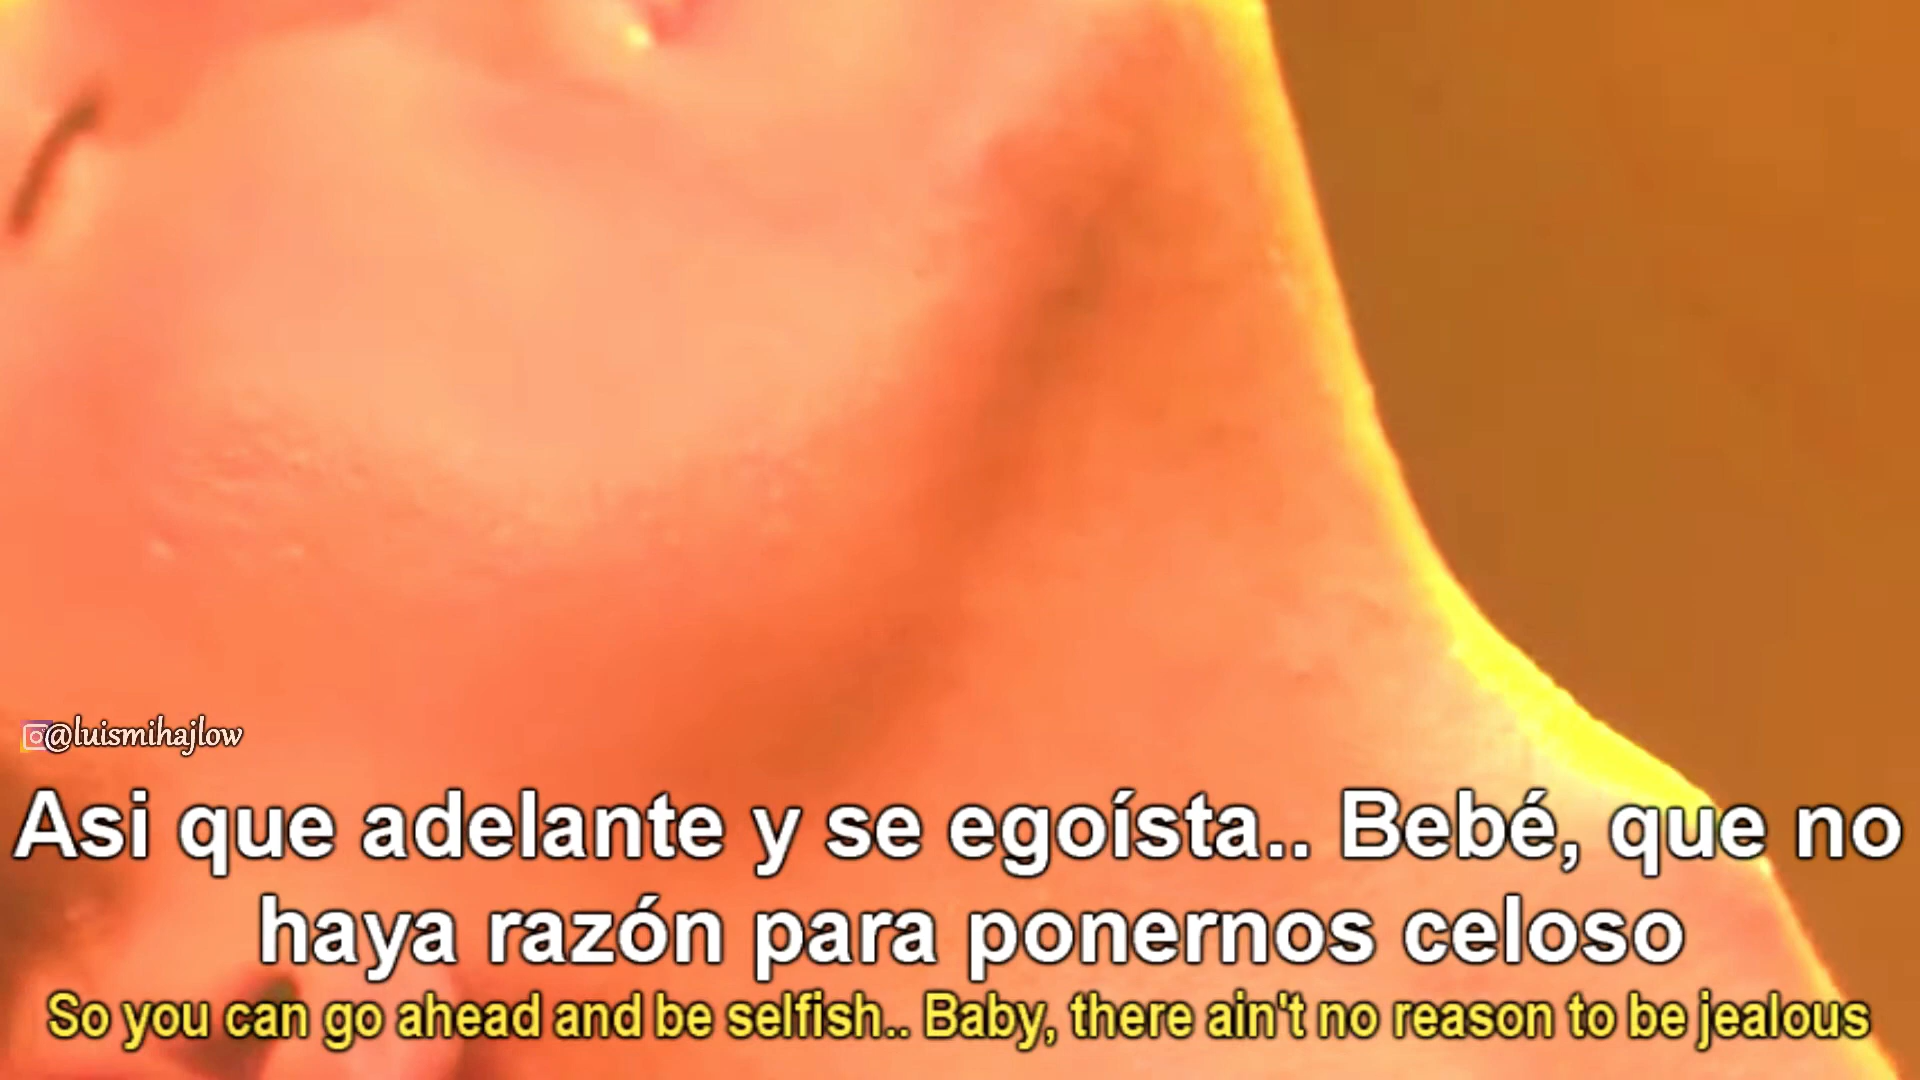 @luismihajlow
Asi que adelante y se egoísta.. Bebé, que no
haya razón para ponernos celoso
So you can go ahead and be selfish.. Baby, there ain't no reason to be jealous